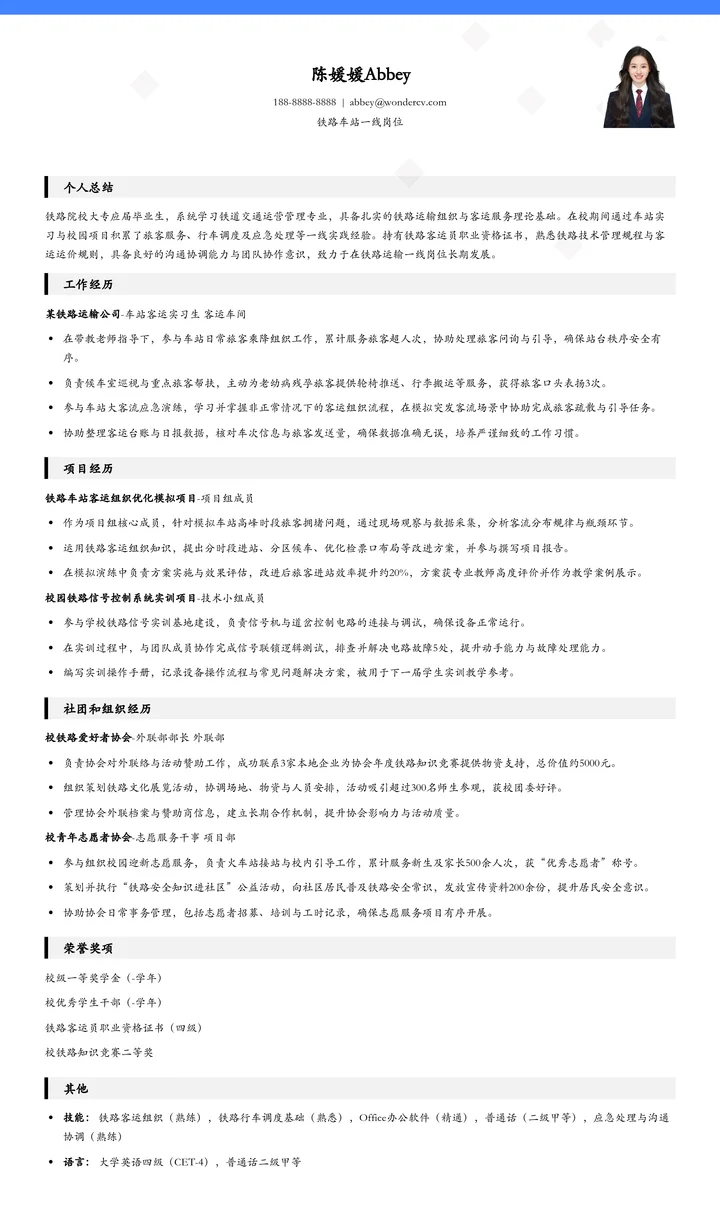 陈媛媛Abbey
188-8888-8888 | abbey@wondercv.com
铁路车站一线岗位
个人总结
铁路院校大专应届毕业生，系统学习铁道交通运营管理专业，具备扎实的铁路运输组织与客运服务理论基础。在校期间通过车站实
习与校园项目积累了旅客服务、行车调度及应急处理等一线实践经验。持有铁路客运员职业资格证书，熟悉铁路技术管理规程与客
运运价规则，具备良好的沟通协调能力与团队协作意识，致力于在铁路运输一线岗位长期发展。
工作经历
某铁路运输公司-车站客运实习生 客运车间
• 在带教老师指导下，参与车站日常旅客乘降组织工作，累计服务旅客超人次，协助处理旅客问询与引导，确保站台秩序安全有
序。
• 负责候车室巡视与重点旅客帮扶，主动为老幼病残孕旅客提供轮椅推送、行李搬运等服务，获得旅客口头表扬3次。
• 参与车站大客流应急演练，学习并掌握非正常情况下的客运组织流程，在模拟突发客流场景中协助完成旅客疏散与引导任务。
• 协助整理客运台账与日报数据，核对车次信息与旅客发送量，确保数据准确无误，培养严谨细致的工作习惯。
项目经历
铁路车站客运组织优化模拟项目-项目组成员
• 作为项目组核心成员，针对模拟车站高峰时段旅客拥堵问题，通过现场观察与数据采集，分析客流分布规律与瓶颈环节。
• 运用铁路客运组织知识，提出分时段进站、分区候车、优化检票口布局等改进方案，并参与撰写项目报告。
• 在模拟演练中负责方案实施与效果评估，改进后旅客进站效率提升约20%，方案获专业教师高度评价并作为教学案例展示。
校园铁路信号控制系统实训项目-技术小组成员
• 参与学校铁路信号实训基地建设，负责信号机与道岔控制电路的连接与调试，确保设备正常运行。
• 在实训过程中，与团队成员协作完成信号联锁逻辑测试，排查并解决电路故障5处，提升动手能力与故障处理能力。
• 编写实训操作手册，记录设备操作流程与常见问题解决方案，被用于下一届学生实训教学参考。
社团和组织经历
校铁路爱好者协会-外联部部长 外联部
• 负责协会对外联络与活动赞助工作，成功联系3家本地企业为协会年度铁路知识竞赛提供物资支持，总价值约5000元。
• 组织策划铁路文化展览活动，协调场地、物资与人员安排，活动吸引超过300名师生参观，获校团委好评。
• 管理协会外联档案与赞助商信息，建立长期合作机制，提升协会影响力与活动质量。
校青年志愿者协会-志愿服务干事 项目部
• 参与组织校园迎新志愿服务，负责火车站接站与校内引导工作，累计服务新生及家长500余人次，获“优秀志愿者”称号。
• 策划并执行“铁路安全知识进社区”公益活动，向社区居民普及铁路安全常识，发放宣传资料200余份，提升居民安全意识。
• 协助协会日常事务管理，包括志愿者招募、培训与工时记录，确保志愿服务项目有序开展。
荣誉奖项
校级一等奖学金（-学年）
校优秀学生干部（-学年）
铁路客运员职业资格证书（四级）
校铁路知识竞赛二等奖
其他
• 技能： 铁路客运组织（熟练），铁路行车调度基础（熟悉），Office办公软件（精通），普通话（二级甲等），应急处理与沟通
协调（熟练）
• 语言： 大学英语四级（CET-4），普通话二级甲等